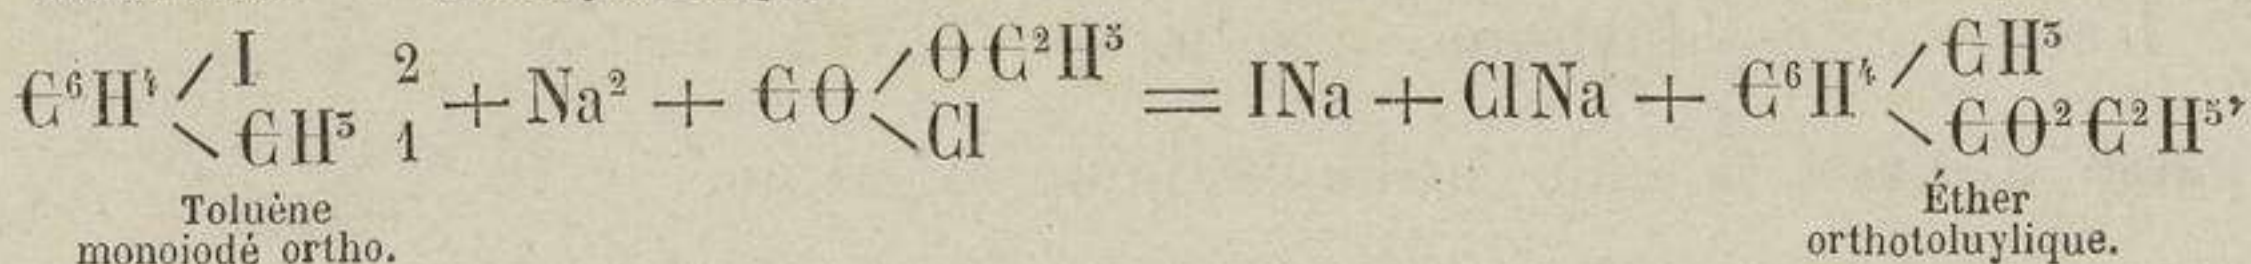 C⁶H⁴ / I 2 \ CH³ 1 + Na² + CO / OC²H⁵ \ Cl = INa + ClNa + C⁶H⁴ / CH³ \ CO²C²H⁵,
Toluène
monoiodé ortho.
Éther
orthotoluylique.